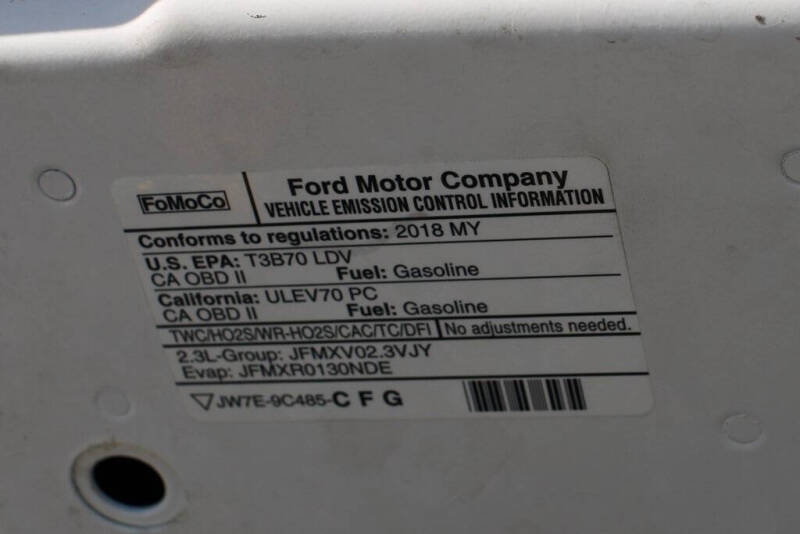 FoMoCo
Ford Motor Company
VEHICLE EMISSION CONTROL INFORMATION
Conforms to regulations: 2018 MY
U.S. EPA: T3B70 LDV
CA OBD II Fuel: Gasoline
California: ULEV70 PC
CA OBD II Fuel: Gasoline
TWC/HO2S/WR-HO2S/CAC/TC/DFI No adjustments needed.
2.3L-Group: JFMXV02.3VJY
Evap: JFMXR0130NDE
JW7E-9C485-C F G